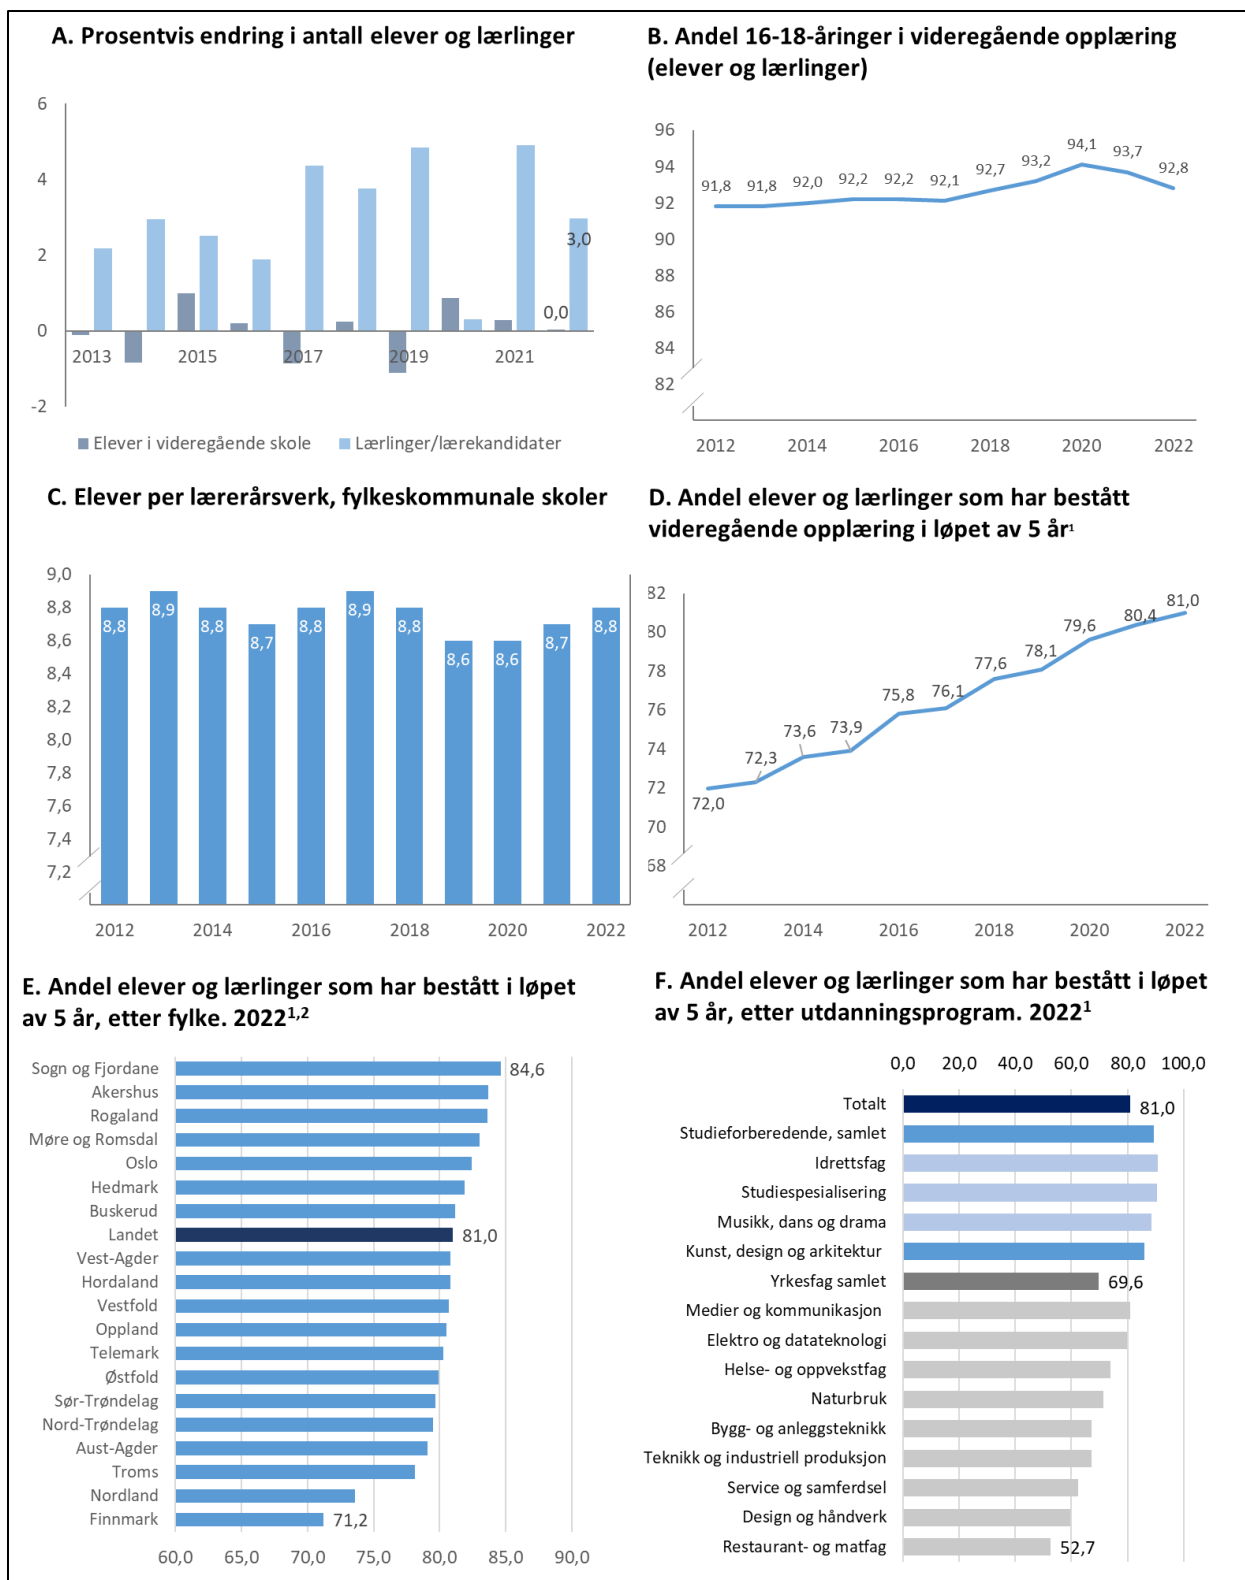 A. Prosentvis endring i antall elever og lærlinger
6
4
2
0
-2
3,0
0,0
2013
2015
2017
2019
2021
Elever i videregående skole
Lærlinger/lærekandidater
B. Andel 16-18-åringer i videregående opplæring
(elever og lærlinger)
96
94
92
90
88
86
84
82
91,8
91,8
92,0
92,2
92,2
92,1
92,7
93,2
94,1
93,7
92,8
2012
2014
2016
2018
2020
2022
C. Elever per lærerårsverk, fylkeskommunale skoler
9,0
8,8
8,6
8,4
8,2
8,0
7,8
7,6
7,4
7,2
8,8
8,9
8,8
8,7
8,8
8,9
8,8
8,6
8,6
8,7
8,8
2012
2014
2016
2018
2020
2022
D. Andel elever og lærlinger som har bestått
videregående opplæring i løpet av 5 år¹
82
80
78
76
74
72
70
68
72,0
72,3
73,6
73,9
75,8
76,1
77,6
78,1
79,6
80,4
81,0
2012
2014
2016
2018
2020
2022
E. Andel elever og lærlinger som har bestått i løpet
av 5 år, etter fylke. 2022¹,²
Sogn og Fjordane 84,6
Akershus
Rogaland
Møre og Romsdal
Oslo
Hedmark
Buskerud
Landet 81,0
Vest-Agder
Hordaland
Vestfold
Oppland
Telemark
Østfold
Sør-Trøndelag
Nord-Trøndelag
Aust-Agder
Troms
Nordland
Finnmark 71,2
60,0 65,0 70,0 75,0 80,0 85,0 90,0
F. Andel elever og lærlinger som har bestått i løpet
av 5 år, etter utdanningsprogram. 2022¹
0,0 20,0 40,0 60,0 80,0 100,0
Totalt 81,0
Studieforberedende, samlet
Idrettsfag
Studiespesialisering
Musikk, dans og drama
Kunst, design og arkitektur
Yrkesfag samlet 69,6
Medier og kommunikasjon
Elektro og datateknologi
Helse- og oppvekstfag
Naturbruk
Bygg- og anleggsteknikk
Teknikk og industriell produksjon
Service og samferdsel
Design og håndverk
Restaurant- og matfag 52,7